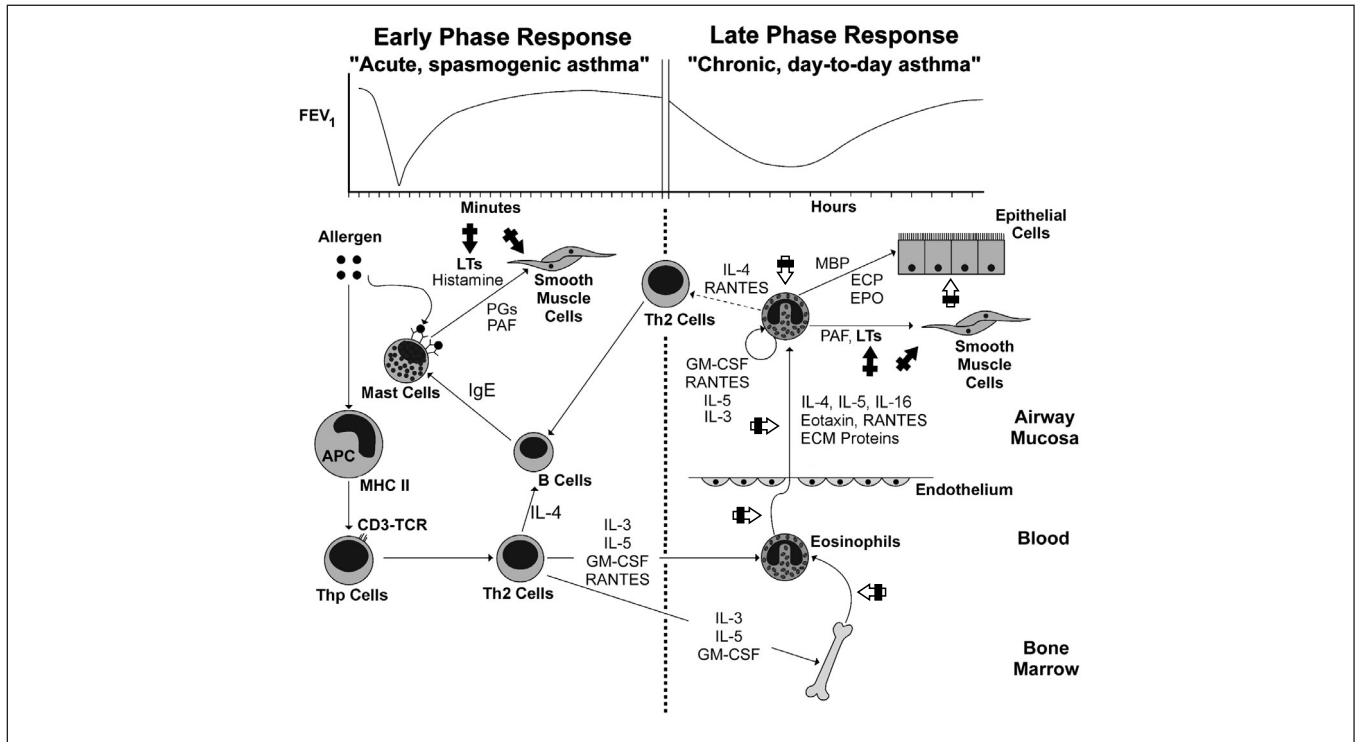 Early Phase Response
"Acute, spasmogenic asthma"
Late Phase Response
"Chronic, day-to-day asthma"
FEV1
Minutes
Hours
Allergen
LTs
Histamine
PGs
PAF
Smooth
Muscle
Cells
Mast Cells
IgE
APC
MHC II
CD3-TCR
Thp Cells
B Cells
IL-4
Th2 Cells
IL-3
IL-5
GM-CSF
RANTES
Th2 Cells
IL-4
RANTES
MBP
ECP
EPO
Epithelial
Cells
PAF, LTs
Smooth
Muscle
Cells
GM-CSF
RANTES
IL-5
IL-3
IL-4, IL-5, IL-16
Eotaxin, RANTES
ECM Proteins
Airway
Mucosa
Endothelium
Eosinophils
Blood
IL-3
IL-5
GM-CSF
Bone
Marrow